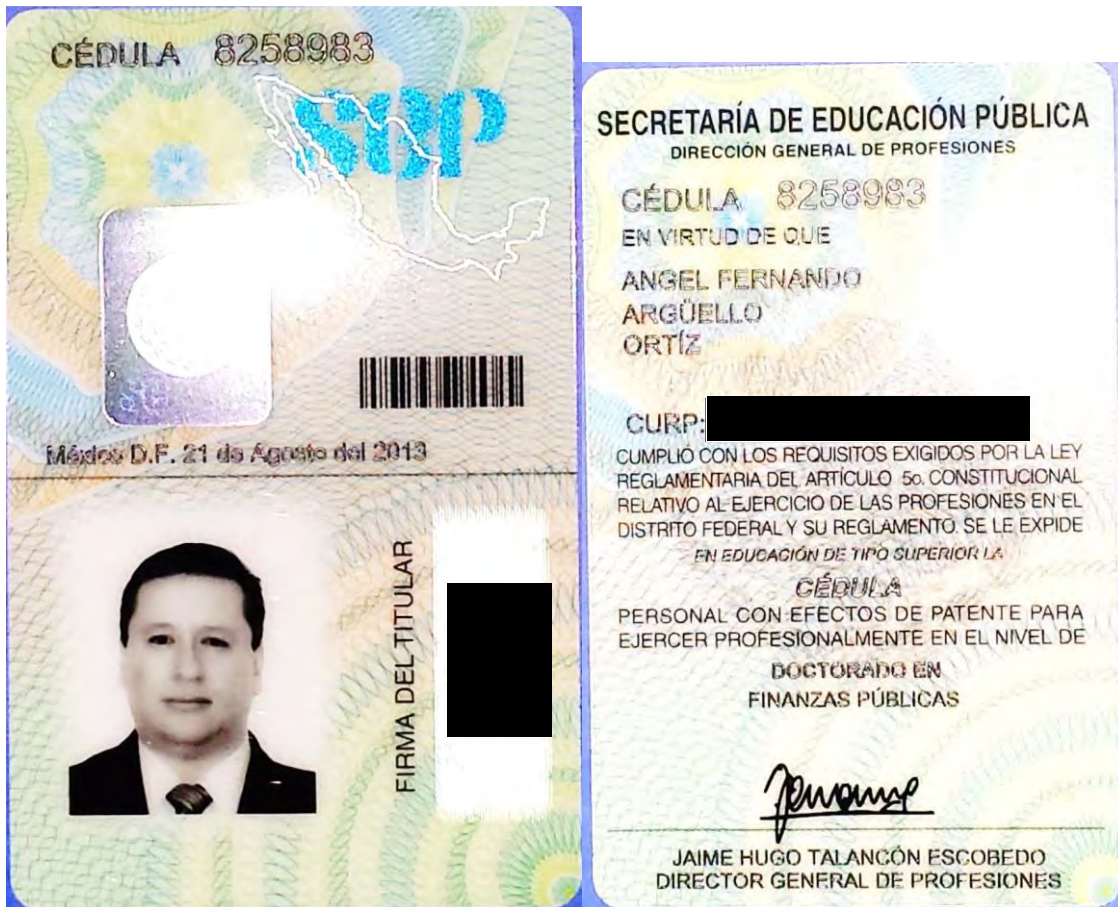 CÉDULA 8258983
SEP
México D.F. 21 de Agosto del 2013
FIRMA DEL TITULAR
SECRETARÍA DE EDUCACIÓN PÚBLICA
DIRECCIÓN GENERAL DE PROFESIONES
CÉDULA 8258983
EN VIRTUD DE QUE
ANGEL FERNANDO
ARGÜELLO
ORTÍZ
CURP:
CUMPLIÓ CON LOS REQUISITOS EXIGIDOS POR LA LEY
REGLAMENTARIA DEL ARTÍCULO 5o. CONSTITUCIONAL
RELATIVO AL EJERCICIO DE LAS PROFESIONES EN EL
DISTRITO FEDERAL Y SU REGLAMENTO. SE LE EXPIDE
EN EDUCACIÓN DE TIPO SUPERIOR LA
CÉDULA
PERSONAL CON EFECTOS DE PATENTE PARA
EJERCER PROFESIONALMENTE EN EL NIVEL DE
DOCTORADO EN
FINANZAS PÚBLICAS
JAIME HUGO TALANCÓN ESCOBEDO
DIRECTOR GENERAL DE PROFESIONES